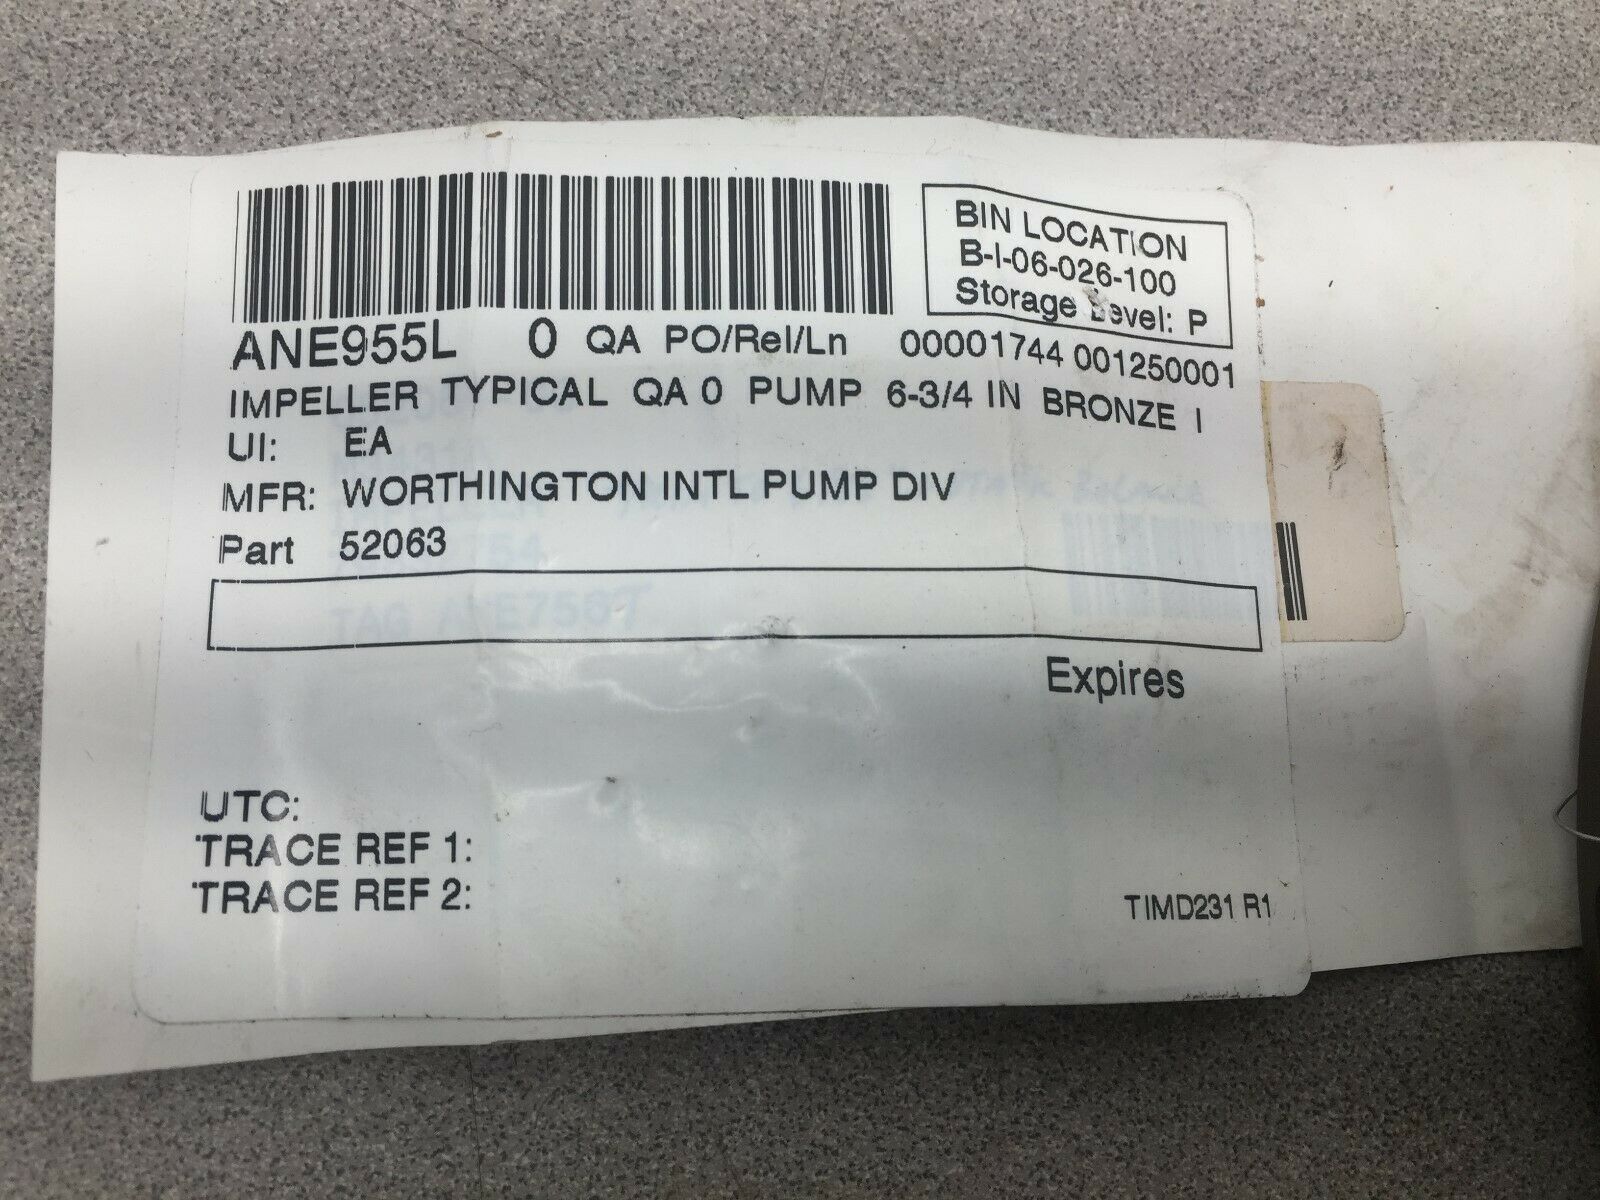 BIN LOCATION
B-I-06-026-100
Storage Level: P
ANE955L 0 QA PO/Rel/Ln 00001744 001250001
IMPELLER TYPICAL QA 0 PUMP 6-3/4 IN BRONZE I
UI: EA
MFR: WORTHINGTON INTL PUMP DIV
Part 52063
Expires
UTC:
TRACE REF 1:
TRACE REF 2:
TIMD231 R1